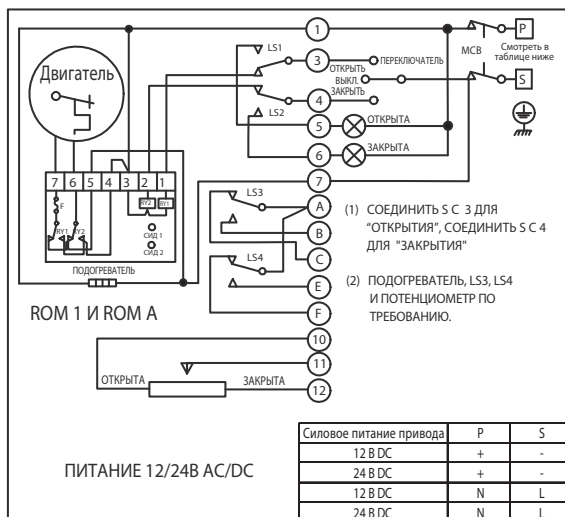 1
P
LS1
МСВ
Смотреть в
таблице ниже
Двигатель
3
ПЕРЕКЛЮЧАТЕЛЬ
ОТКРЫТЬ
ВЫКЛ.
S
ЗАКРЫТЬ
4
LS2
5
ОТКРЫТА
6
ЗАКРЫТА
7
7 6 5 4 3 2 1
F
RY2 RY1
RY1 RY2
СИД 1
СИД 2
ПОДОГРЕВАТЕЛЬ
LS3
A
B
C
LS4
E
F
(1) СОЕДИНИТЬ S С 3 ДЛЯ
"ОТКРЫТИЯ", СОЕДИНИТЬ S С 4
ДЛЯ "ЗАКРЫТИЯ"
(2) ПОДОГРЕВАТЕЛЬ, LS3, LS4
И ПОТЕНЦИОМЕТР ПО
ТРЕБОВАНИЮ.
ROM 1 И ROM A
10
11
12
ОТКРЫТА
ЗАКРЫТА
ПИТАНИЕ 12/24В AC/DC
Силовое питание привода P S
12 В DC + -
24 В DC + -
12 В DC N L
24 В DC N L